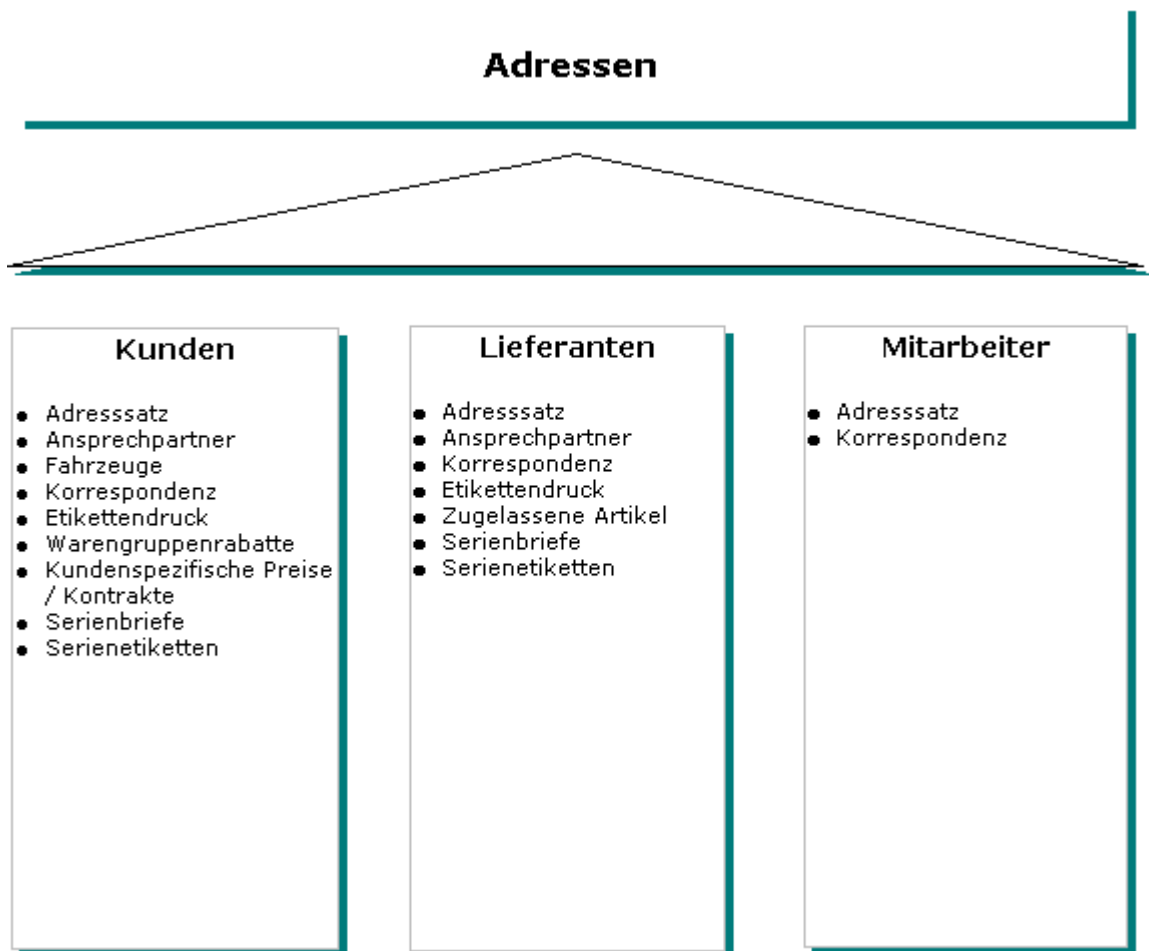 Adressen
Kunden
● Adresssatz
● Ansprechpartner
● Fahrzeuge
● Korrespondenz
● Etikettendruck
● Warengruppenrabatte
● Kundenspezifische Preise
/ Kontrakte
● Serienbriefe
● Serienetiketten
Lieferanten
● Adresssatz
● Ansprechpartner
● Korrespondenz
● Etikettendruck
● Zugelassene Artikel
● Serienbriefe
● Serienetiketten
Mitarbeiter
● Adresssatz
● Korrespondenz